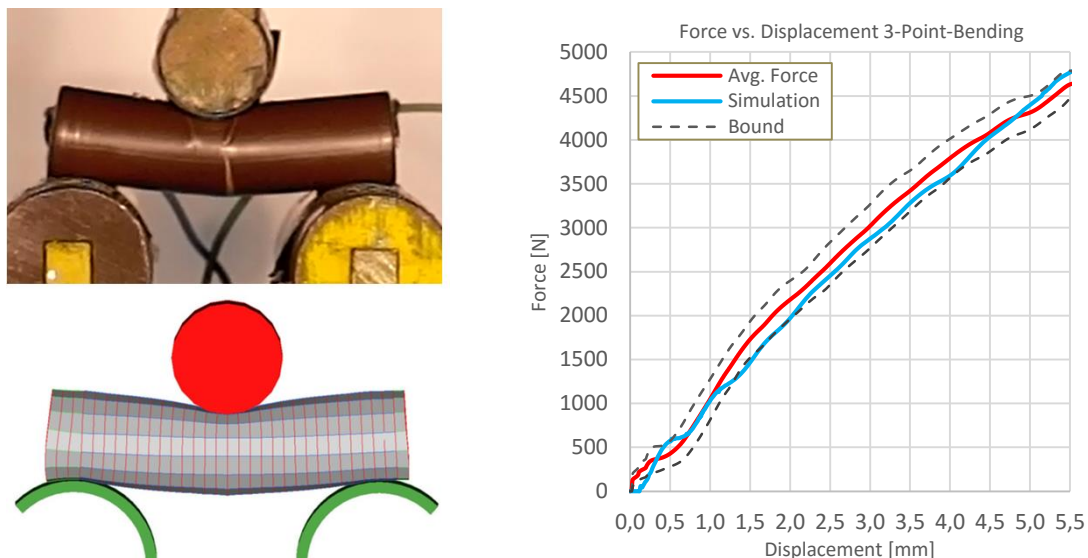 Force vs. Displacement 3-Point-Bending
5000
4500
4000
3500
3000
2500
2000
1500
1000
500
0
Force [N]
Avg. Force
Simulation
Bound
0,0 0,5 1,0 1,5 2,0 2,5 3,0 3,5 4,0 4,5 5,0 5,5
Displacement [mm]